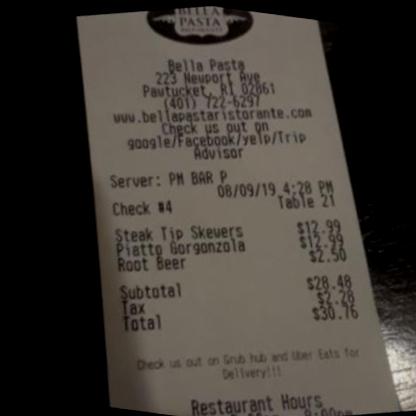 BELLA
PASTA
RISTORANTE
Bella Pasta
223 Newport Ave
Pawtucket, RI 02861
(401) 722-6297
www.bellapastaristorante.com
Check us out on
google/Facebook/yelp/Trip
Advisor
Server: PM BAR P
08/09/19 4:28 PM
Check #4 Table 21
Steak Tip Skewers $12.99
Piatto Gorgonzola $12.99
Root Beer $2.50
Subtotal $28.48
Tax $2.28
Total $30.76
Check us out on Grub hub and Uber Eats for
Delivery!!!
Restaurant Hours